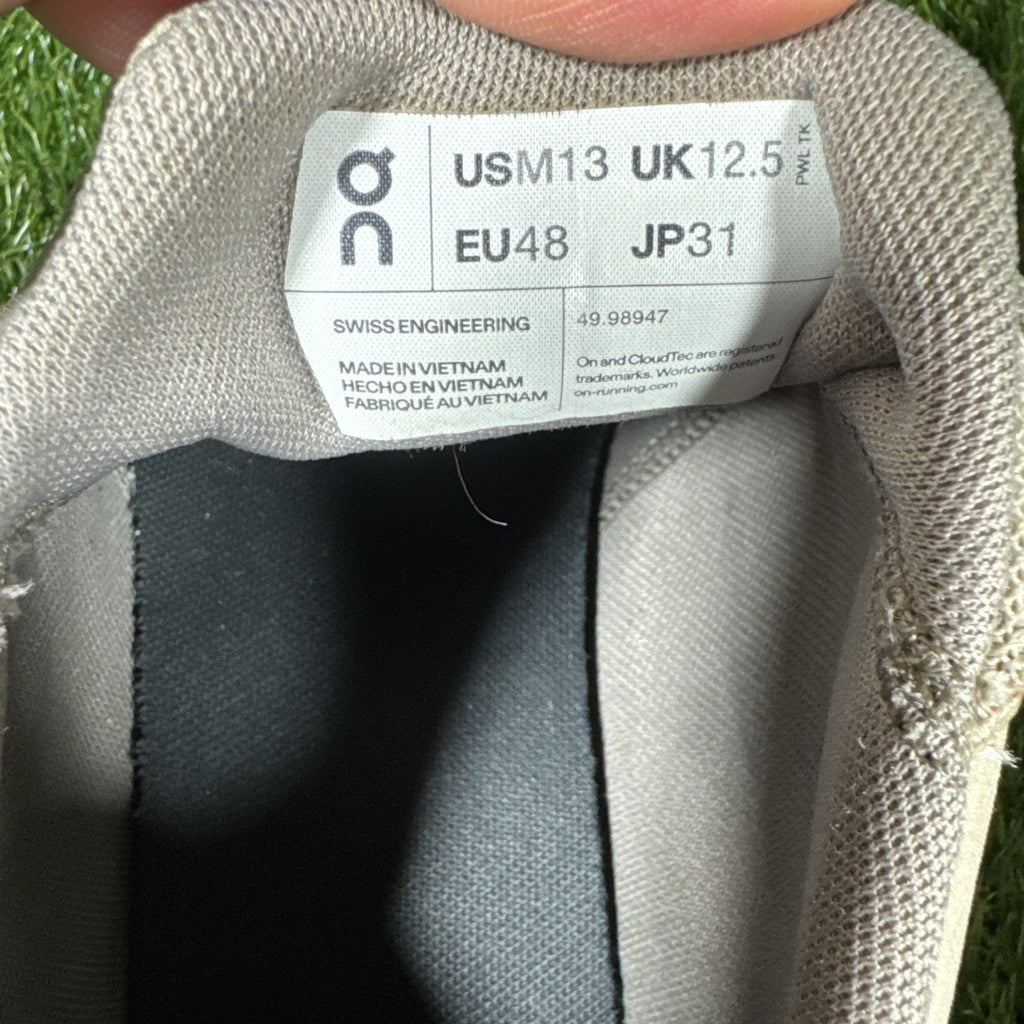 On
USM13 UK12.5
PWL TK
EU48 JP31
SWISS ENGINEERING
49.98947
MADE IN VIETNAM
HECHO EN VIETNAM
FABRIQUÉ AU VIETNAM
On and CloudTec are registered
trademarks. Worldwide patents
on-running.com